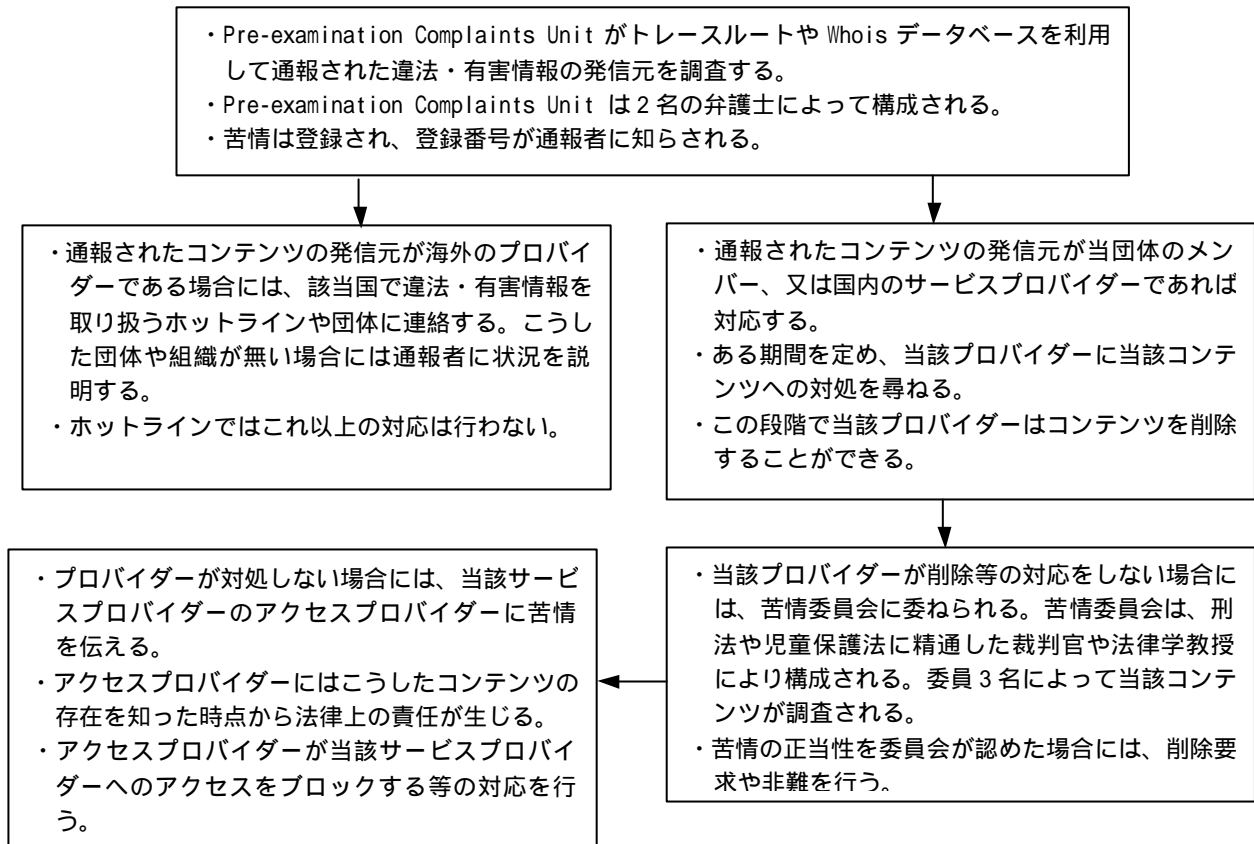 ・Pre-examination Complaints Unit がトレースルートや Whois データベースを利用
して通報された違法・有害情報の発信元を調査する。
・Pre-examination Complaints Unit は2名の弁護士によって構成される。
・苦情は登録され、登録番号が通報者に知らされる。
・通報されたコンテンツの発信元が海外のプロバイ
ダーである場合には、該当国で違法・有害情報を
取り扱うホットラインや団体に連絡する。こうし
た団体や組織が無い場合には通報者に状況を説
明する。
・ホットラインではこれ以上の対応は行わない。
・通報されたコンテンツの発信元が当団体のメン
バー、又は国内のサービスプロバイダーであれば
対応する。
・ある期間を定め、当該プロバイダーに当該コンテ
ンツへの対処を尋ねる。
・この段階で当該プロバイダーはコンテンツを削除
することができる。
・当該プロバイダーが削除等の対応をしない場合に
は、苦情委員会に委ねられる。苦情委員会は、刑
法や児童保護法に精通した裁判官や法律学教授
により構成される。委員3名によって当該コンテ
ンツが調査される。
・苦情の正当性を委員会が認めた場合には、削除要
求や非難を行う。
・プロバイダーが対処しない場合には、当該サービ
スプロバイダーのアクセスプロバイダーに苦情
を伝える。
・アクセスプロバイダーにはこうしたコンテンツの
存在を知った時点から法律上の責任が生じる。
・アクセスプロバイダーが当該サービスプロバイ
ダーへのアクセスをブロックする等の対応を行
う。